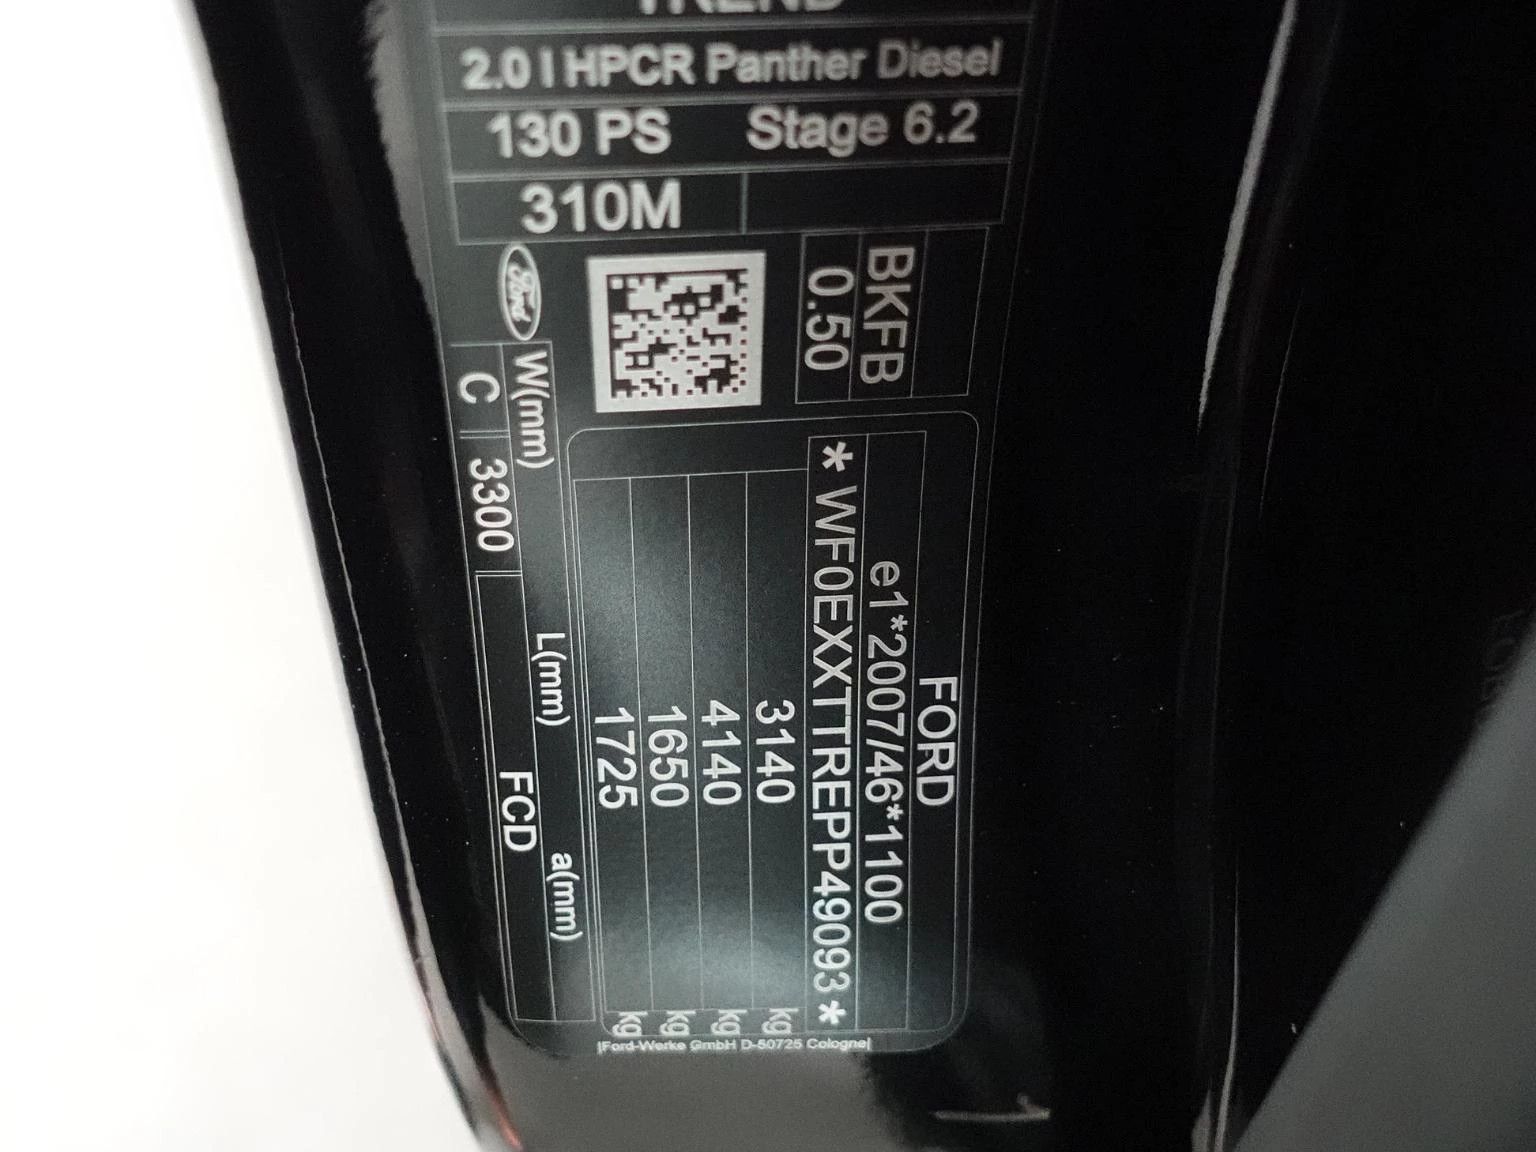 TREND
2.0 l HPCR Panther Diesel
130 PS Stage 6.2
310M
BKFB
0.50
Ford
FORD
e1*2007/46*1100
* WF0EXXTTREPP49093 *
3140 kg
4140 kg
1650 kg
1725 kg
W(mm) L(mm) a(mm)
C 3300 FCD
Ford-Werke GmbH D-50725 Cologne